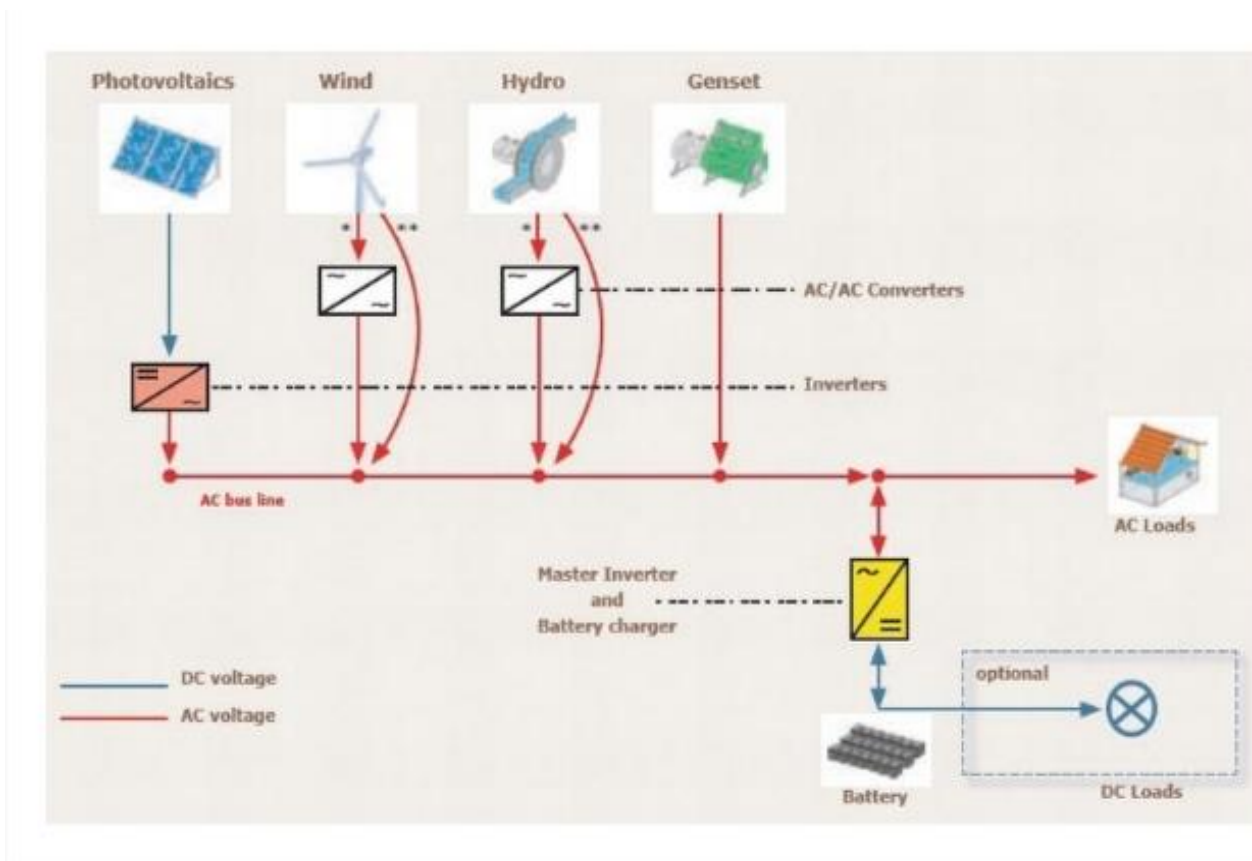 Photovoltaics
Wind
Hydro
Genset
*
**
*
**
AC/AC Converters
Inverters
AC bus line
AC Loads
Master Inverter
and
Battery charger
DC voltage
AC voltage
optional
Battery
DC Loads